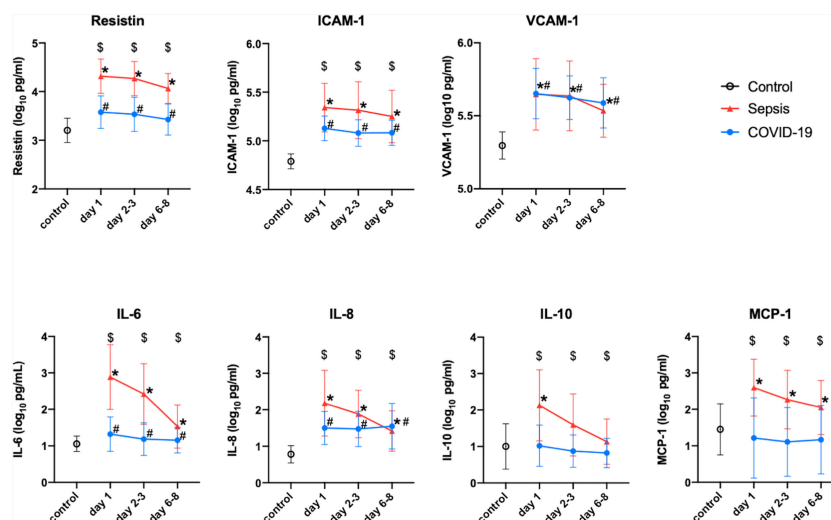 Resistin
ICAM-1
VCAM-1
$ $ $
$ $ $
Resistin (log10 pg/ml)
5
4
3
2
* * *
# # #
control
day 1
day 2-3
day 6-8
ICAM-1 (log10 pg/ml)
6.0
5.5
5.0
4.5
* * *
# # #
control
day 1
day 2-3
day 6-8
VCAM-1 (log10 pg/ml)
6.0
5.5
5.0
*# *# *#
control
day 1
day 2-3
day 6-8
Control
Sepsis
COVID-19
IL-6
IL-8
IL-10
MCP-1
$ $ $
$ $ $
$ $ $
$ $ $
IL-6 (log10 pg/mL)
4
3
2
1
0
* * *
# # #
control
day 1
day 2-3
day 6-8
IL-8 (log10 pg/ml)
4
3
2
1
0
* * *
# # #
control
day 1
day 2-3
day 6-8
IL-10 (log10 pg/ml)
4
3
2
1
0
*
control
day 1
day 2-3
day 6-8
MCP-1 (log10 pg/ml)
4
3
2
1
0
* * *
control
day 1
day 2-3
day 6-8